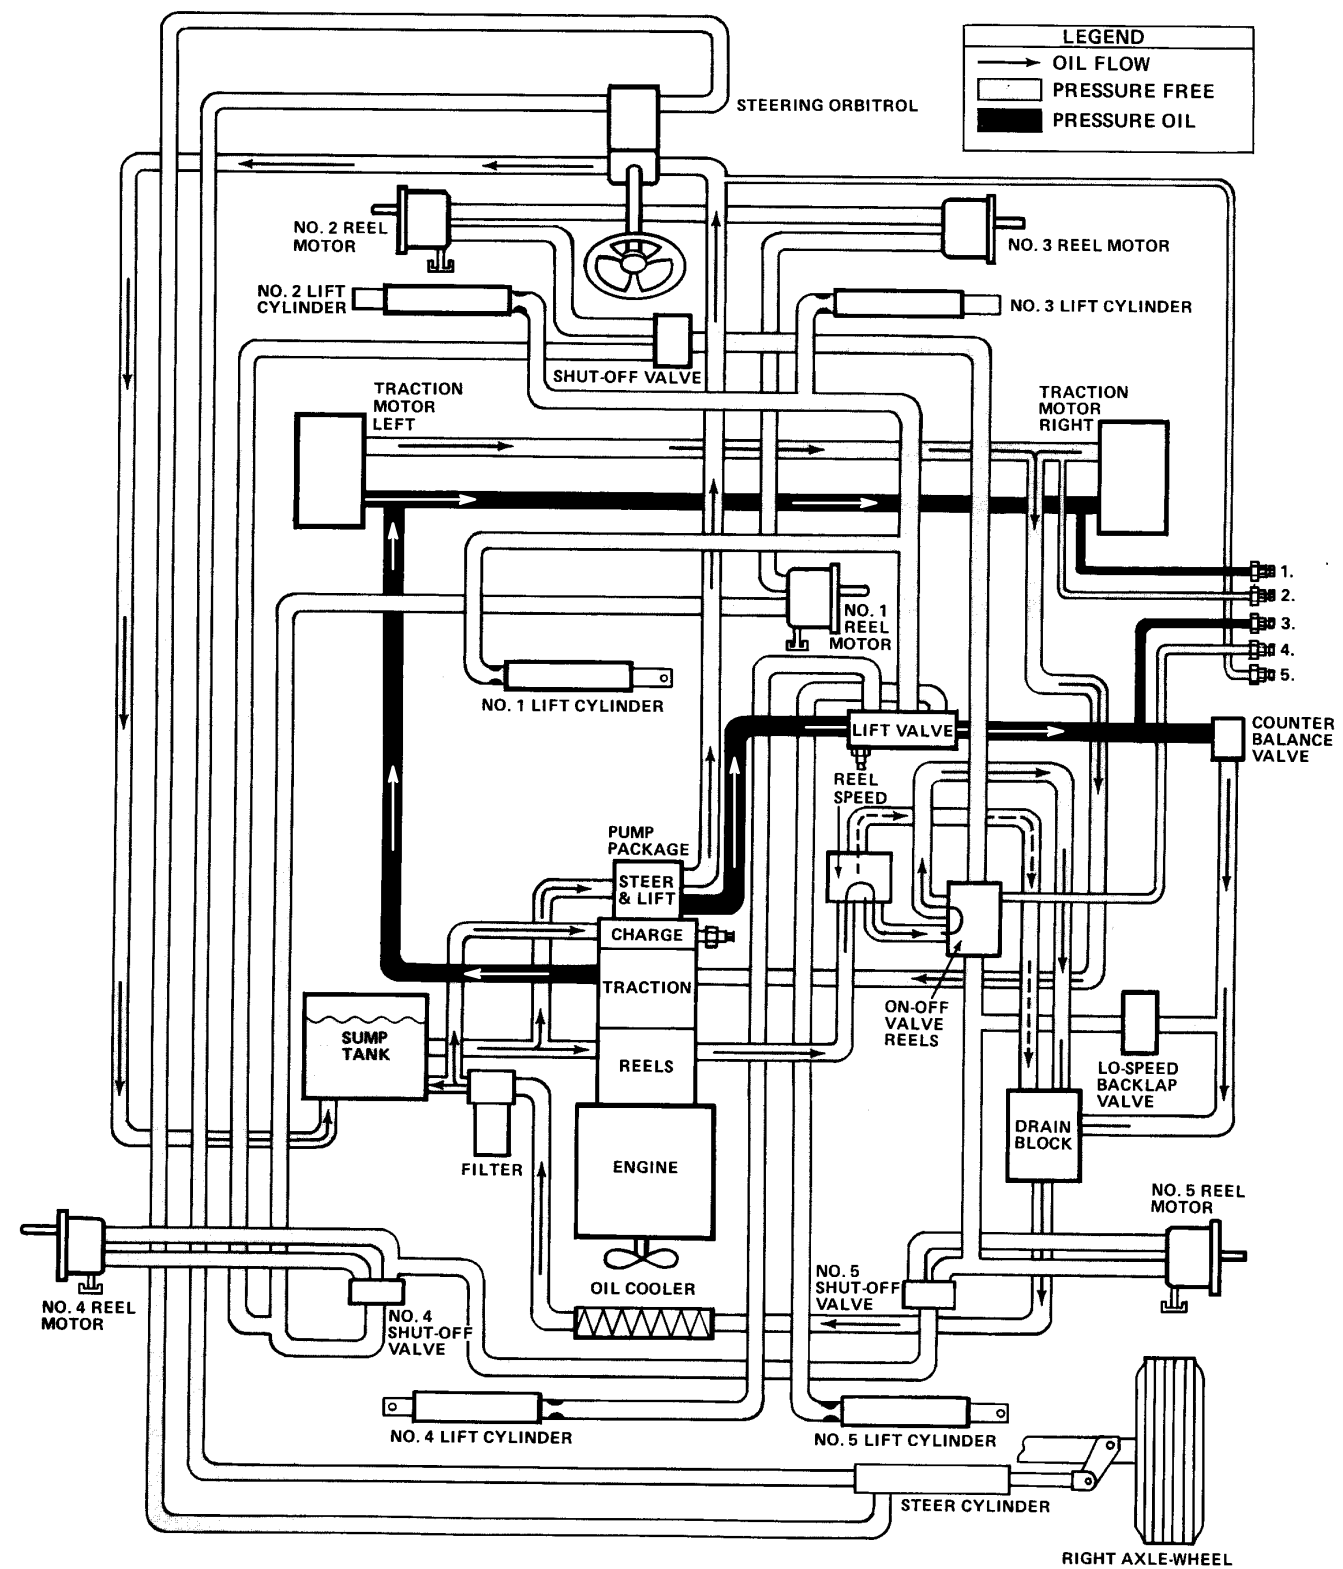 LEGEND
OIL FLOW
PRESSURE FREE
PRESSURE OIL
STEERING ORBITROL
NO. 2 REEL
MOTOR
NO. 3 REEL MOTOR
NO. 2 LIFT
CYLINDER
NO. 3 LIFT CYLINDER
SHUT-OFF VALVE
TRACTION
MOTOR
LEFT
TRACTION
MOTOR
RIGHT
1.
2.
3.
4.
5.
NO. 1
REEL
MOTOR
NO. 1 LIFT CYLINDER
LIFT VALVE
COUNTER
BALANCE
VALVE
REEL
SPEED
PUMP
PACKAGE
STEER
& LIFT
CHARGE
TRACTION
REELS
SUMP
TANK
ON-OFF
VALVE
REELS
LO-SPEED
BACKLAP
VALVE
DRAIN
BLOCK
FILTER
ENGINE
NO. 5 REEL
MOTOR
OIL COOLER
NO. 5
SHUT-OFF
VALVE
NO. 4 REEL
MOTOR
NO. 4
SHUT-OFF
VALVE
NO. 4 LIFT CYLINDER
NO. 5 LIFT CYLINDER
STEER CYLINDER
RIGHT AXLE-WHEEL